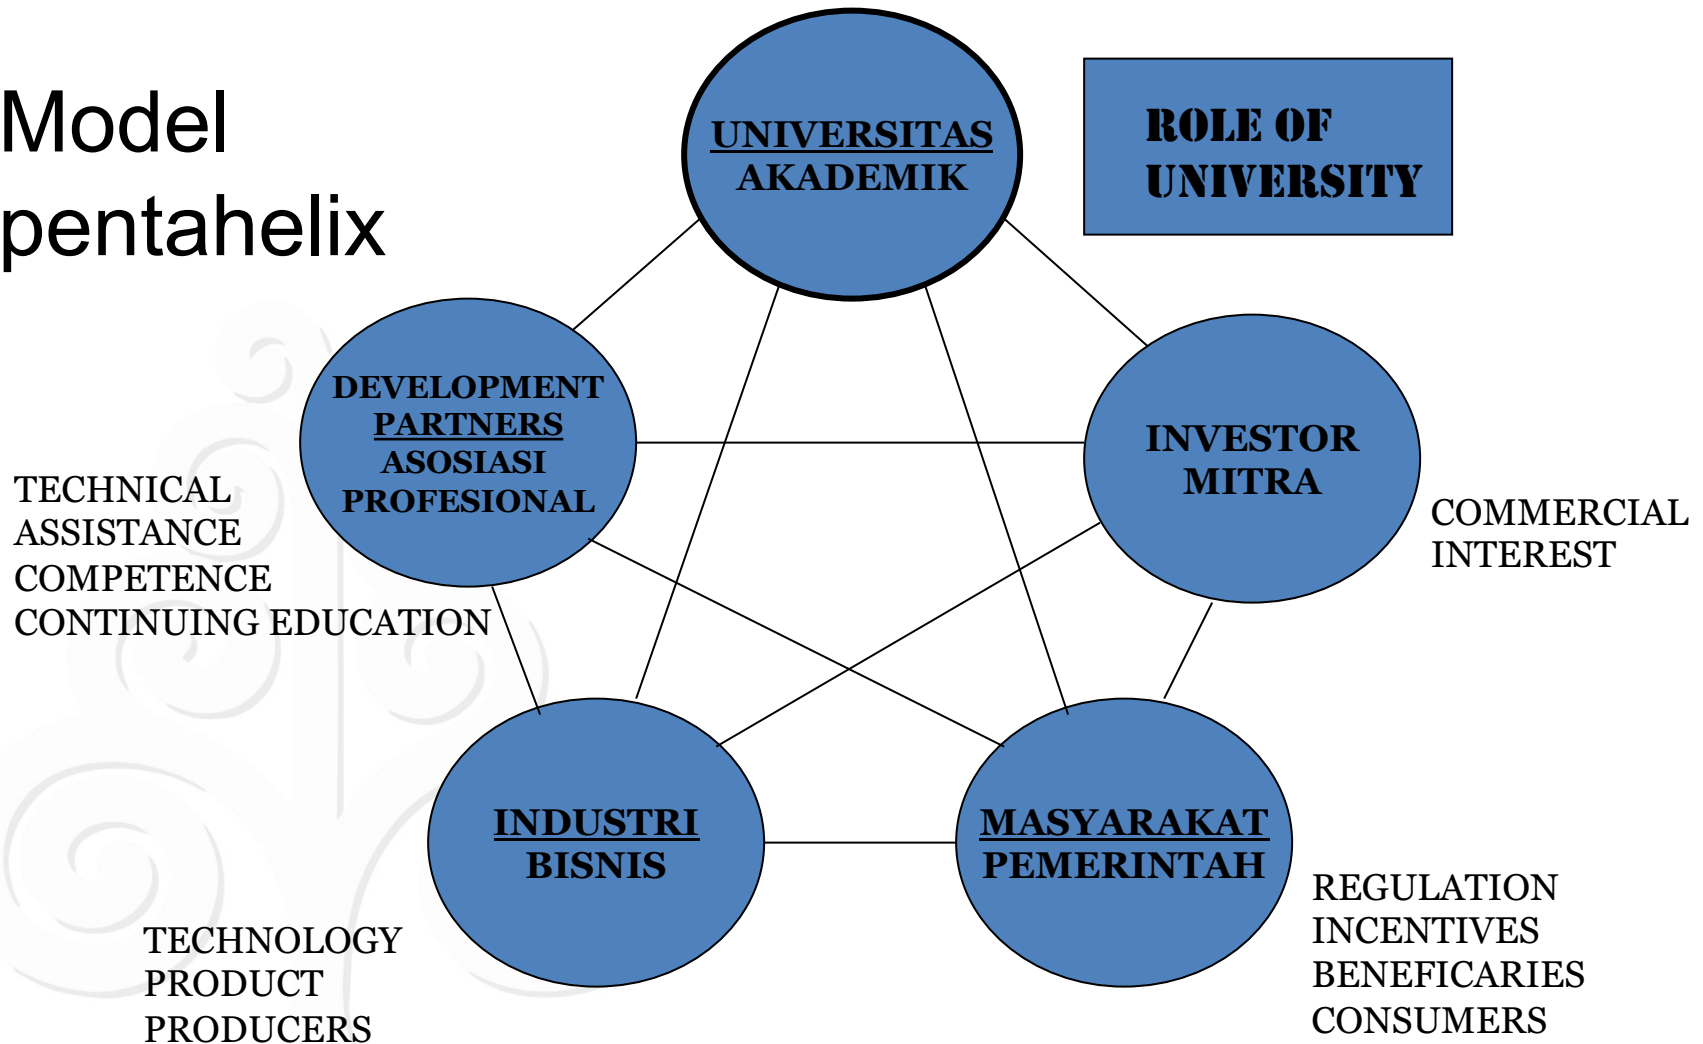 Model
pentahelix
UNIVERSITAS
AKADEMIK
ROLE OF
UNIVERSITY
DEVELOPMENT
PARTNERS
ASOSIASI
PROFESIONAL
INVESTOR
MITRA
TECHNICAL
ASSISTANCE
COMPETENCE
CONTINUING EDUCATION
COMMERCIAL
INTEREST
INDUSTRI
BISNIS
MASYARAKAT
PEMERINTAH
TECHNOLOGY
PRODUCT
PRODUCERS
REGULATION
INCENTIVES
BENEFICARIES
CONSUMERS